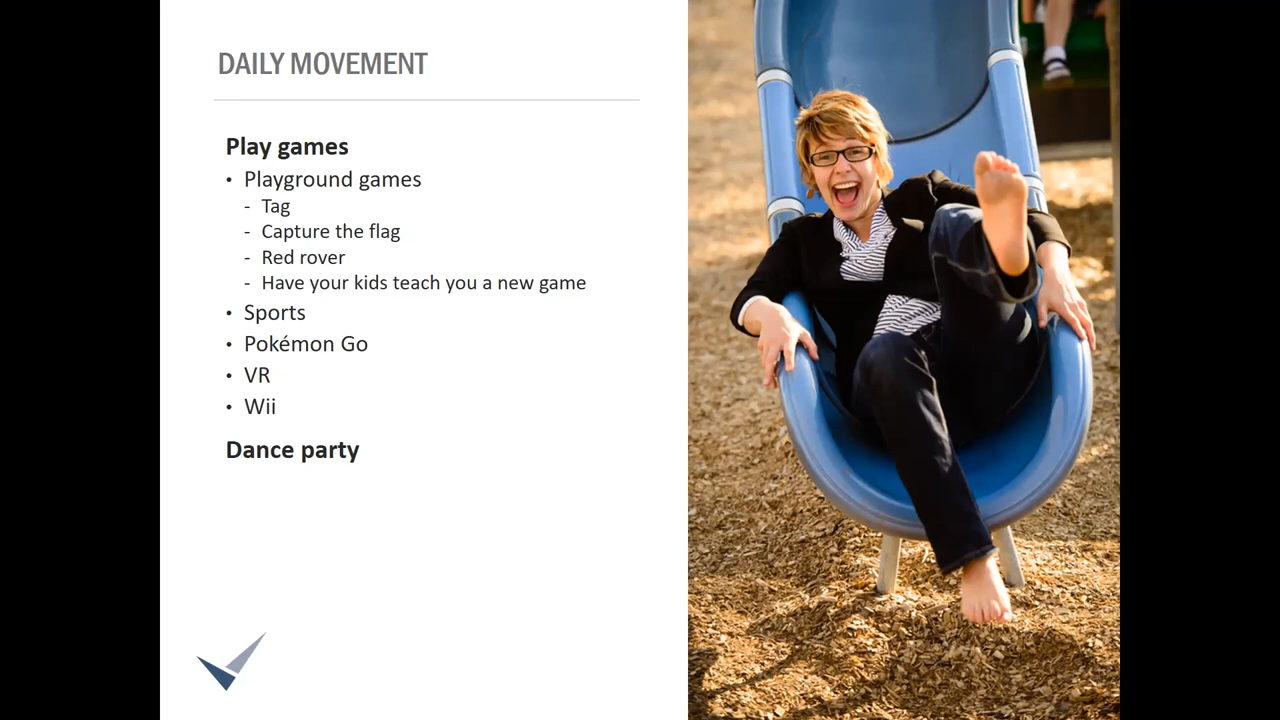 DAILY MOVEMENT
Play games
• Playground games
- Tag
- Capture the flag
- Red rover
- Have your kids teach you a new game
• Sports
• Pokémon Go
• VR
• Wii
Dance party